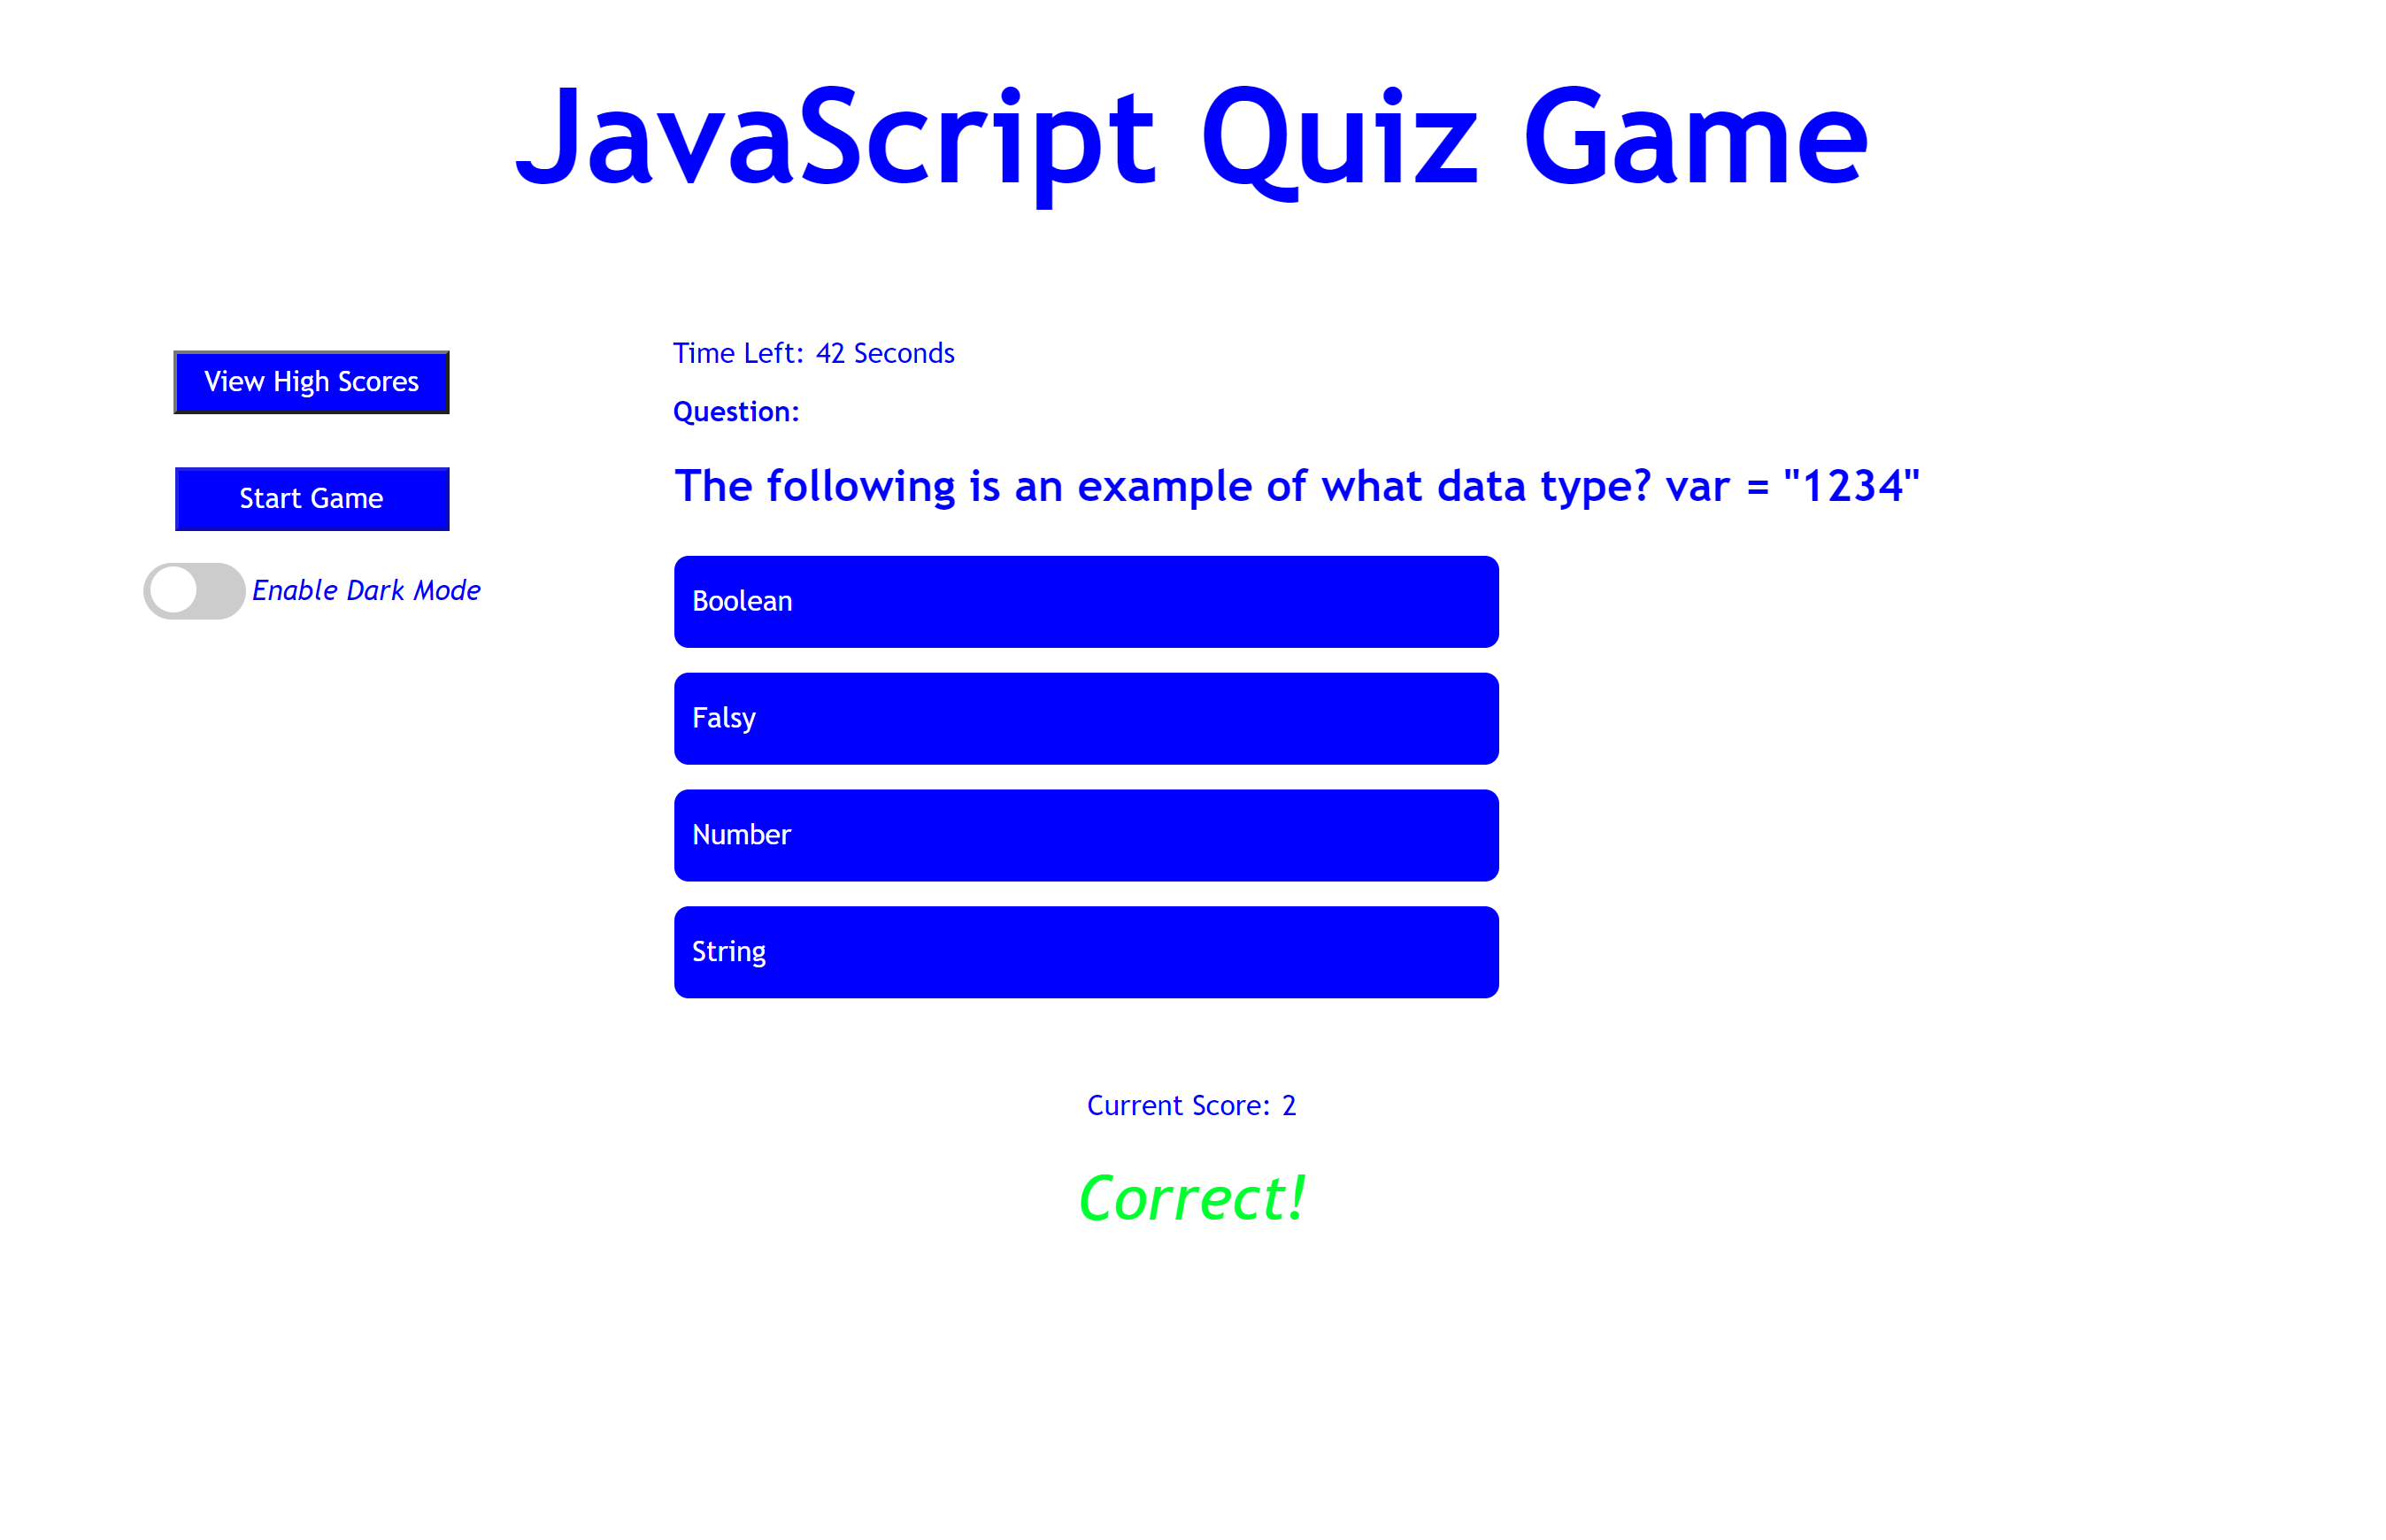 JavaScript Quiz Game
View High Scores
Start Game
Enable Dark Mode
Time Left: 42 Seconds
Question:
The following is an example of what data type? var = "1234"
Boolean
Falsy
Number
String
Current Score: 2
Correct!